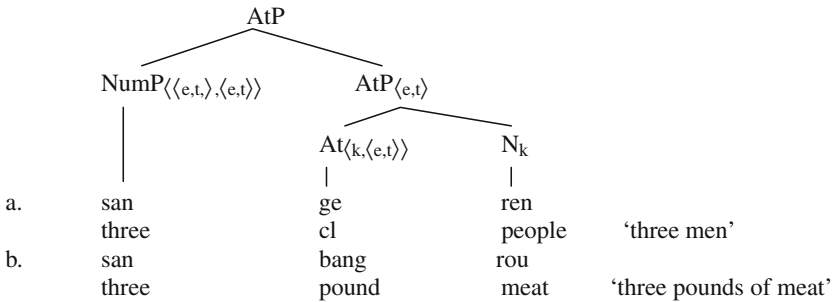 AtP
NumP⟨⟨e,t,⟩,⟨e,t⟩⟩ AtP⟨e,t⟩
At⟨k,⟨e,t⟩⟩ Nk
a. san ge ren
three cl people ‘three men’
b. san bang rou
three pound meat ‘three pounds of meat’